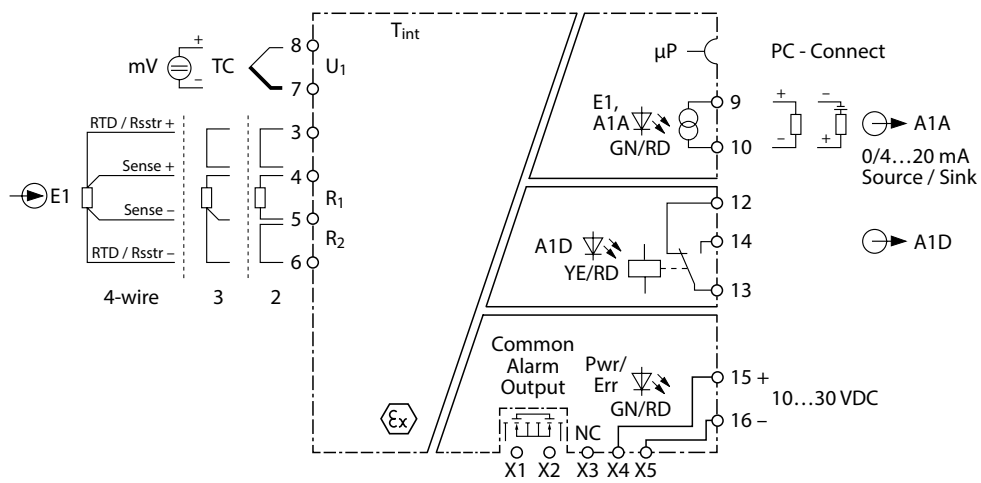 T int
mV
+
−
TC
8
7
U1
RTD / Rsstr +
Sense +
Sense −
RTD / Rsstr −
E1
3
4
5
6
R1
R2
4-wire
3
2
εx
µP
PC - Connect
E1,
A1A
GN/RD
9
10
+
−
−
+
A1A
0/4…20 mA
Source / Sink
12
14
13
A1D
YE/RD
A1D
Common
Alarm
Output
Pwr/
Err
GN/RD
15 +
16 −
10…30 VDC
NC
X1
X2
X3
X4
X5